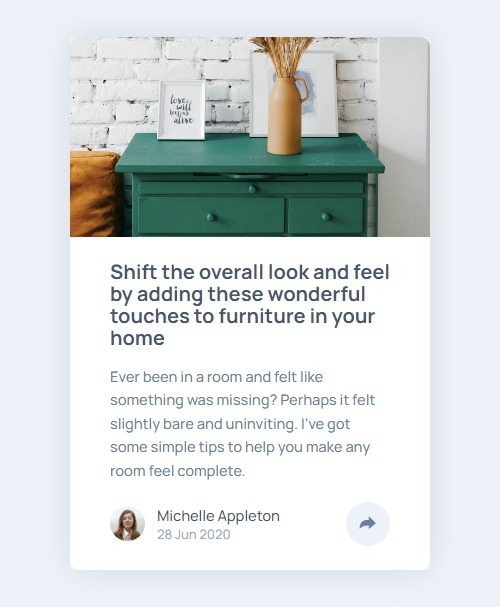 love
will
keep us
alive
Shift the overall look and feel
by adding these wonderful
touches to furniture in your
home
Ever been in a room and felt like
something was missing? Perhaps it felt
slightly bare and uninviting. I’ve got
some simple tips to help you make any
room feel complete.
Michelle Appleton
28 Jun 2020